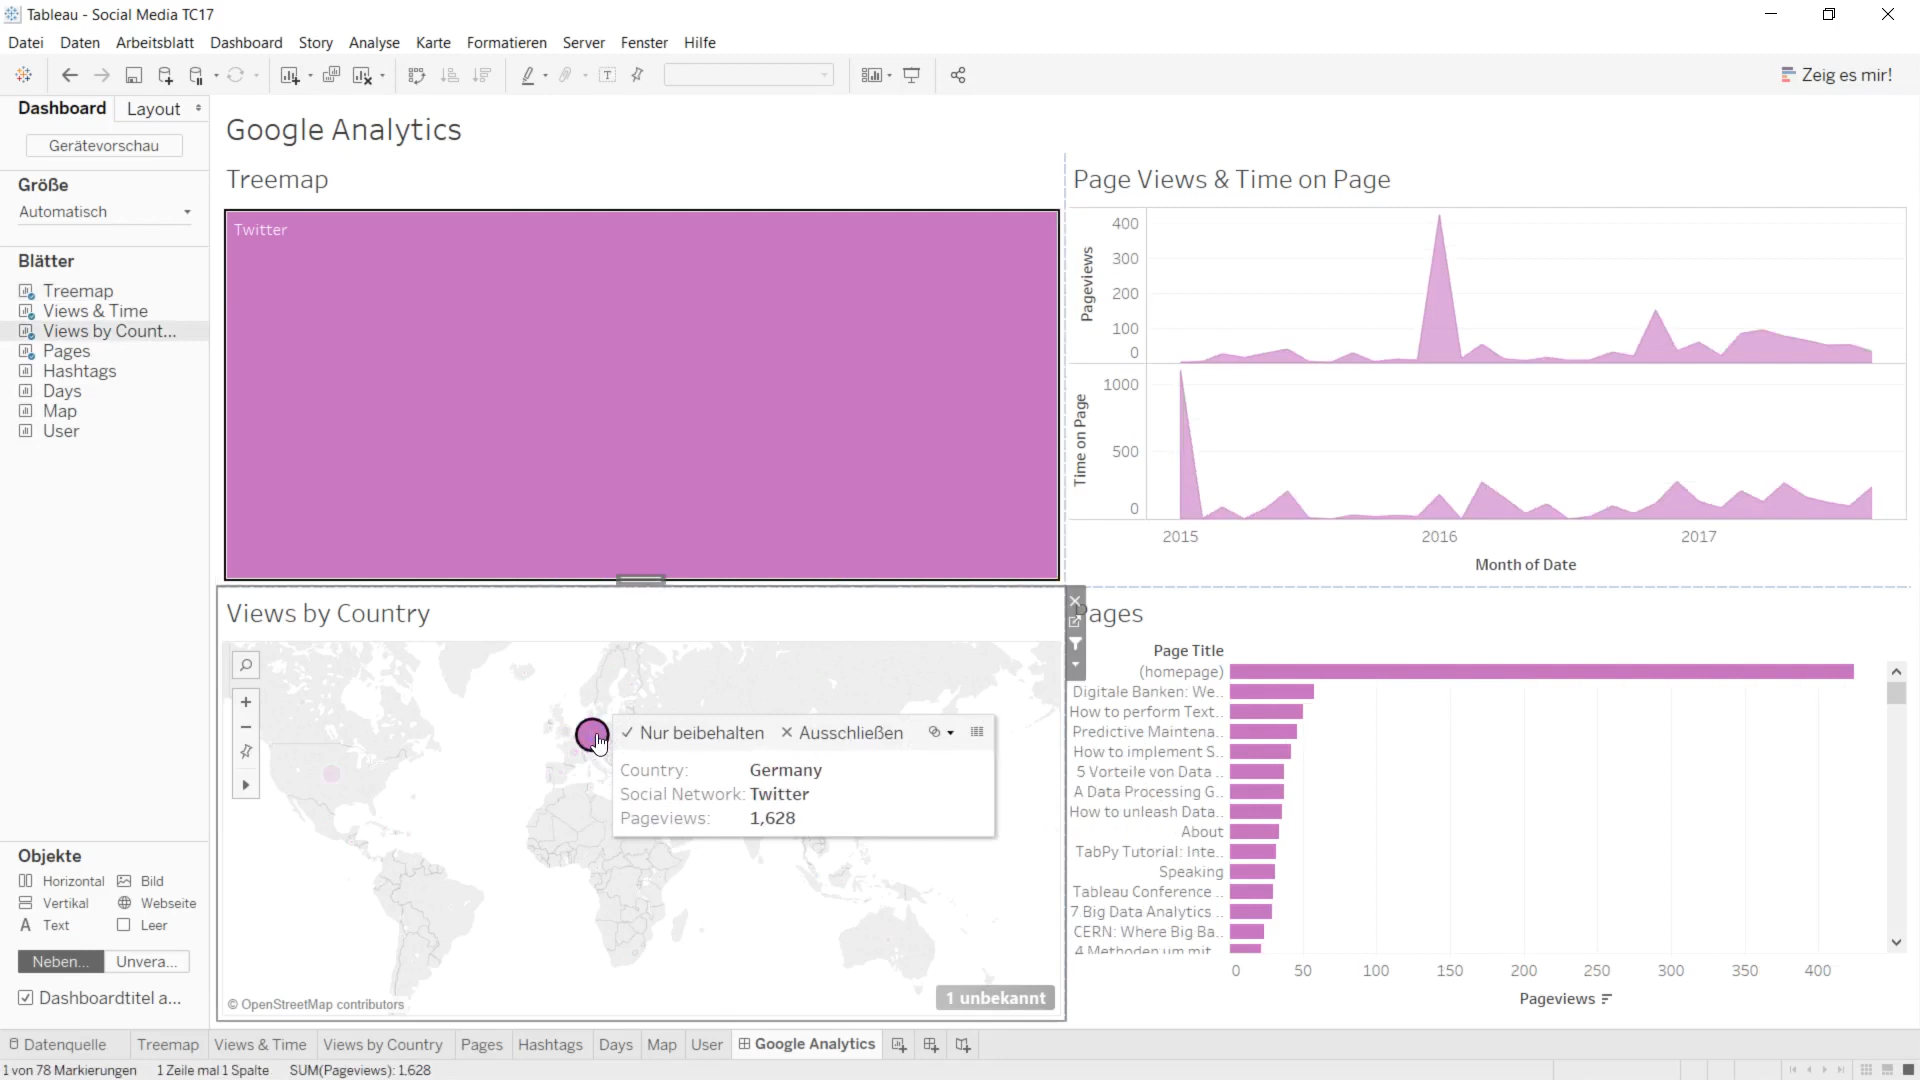 Tableau - Social Media TC17
Datei Daten Arbeitsblatt Dashboard Story Analyse Karte Formatieren Server Fenster Hilfe
Zeig es mir!
Dashboard Layout
Gerätevorschau
Größe
Automatisch
Blätter
Treemap
Views & Time
Views by Count...
Pages
Hashtags
Days
Map
User
Objekte
Horizontal Bild
Vertikal Webseite
Text Leer
Neben... Unvera...
Dashboardtitel a...
Google Analytics
Treemap
Twitter
Page Views & Time on Page
Pageviews
400
300
200
100
0
Time on Page
1000
500
0
2015 2016 2017
Month of Date
Views by Country
Nur beibehalten Ausschließen
Country: Germany
Social Network: Twitter
Pageviews: 1,628
© OpenStreetMap contributors
1 unbekannt
Pages
Page Title
(homepage)
Digitale Banken: We..
How to perform Text..
Predictive Maintena..
How to implement S..
5 Vorteile von Data ..
A Data Processing G..
How to unleash Data..
About
TabPy Tutorial: Inte..
Speaking
Tableau Conference ..
7 Big Data Analytics ..
CERN: Where Big Ba..
4 Methoden um mit
0 50 100 150 200 250 300 350 400
Pageviews
Datenquelle Treemap Views & Time Views by Country Pages Hashtags Days Map User Google Analytics
1 von 78 Markierungen 1 Zeile mal 1 Spalte SUM(Pageviews): 1.628